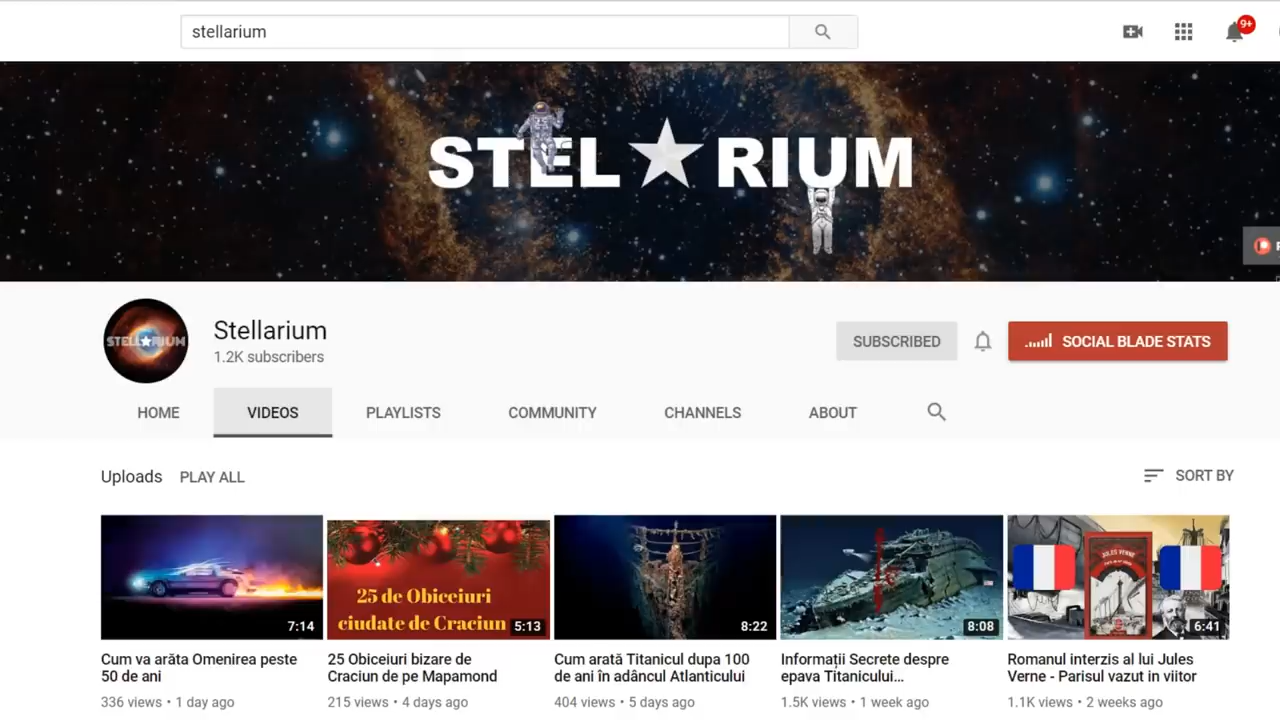 stellarium
9+
STEL★RIUM
STELL★RIUM
Stellarium
1.2K subscribers
SUBSCRIBED
SOCIAL BLADE STATS
HOME
VIDEOS
PLAYLISTS
COMMUNITY
CHANNELS
ABOUT
Uploads
PLAY ALL
SORT BY
7:14
25 de Obiceiuri
ciudate de Craciun
5:13
8:22
8:08
JULES VERNE
6:41
Cum va arăta Omenirea peste
50 de ani
336 views • 1 day ago
25 Obiceiuri bizare de
Craciun de pe Mapamond
215 views • 4 days ago
Cum arată Titanicul dupa 100
de ani în adâncul Atlanticului
404 views • 5 days ago
Informații Secrete despre
epava Titanicului...
1.5K views • 1 week ago
Romanul interzis al lui Jules
Verne - Parisul vazut in viitor
1.1K views • 2 weeks ago